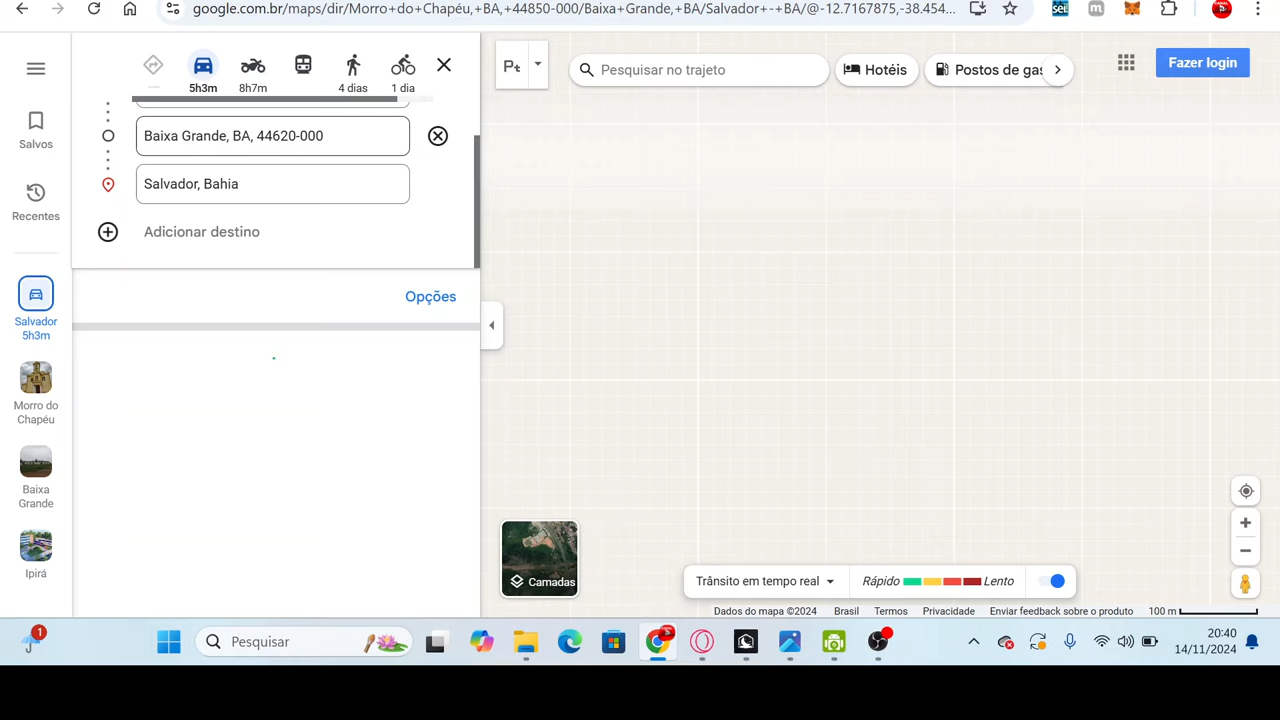 google.com.br/maps/dir/Morro+do+Chapéu,+BA,+44850-000/Baixa+Grande,+BA/Salvador+-+BA/@-12.7167875,-38.454...
5h3m
8h7m
4 dias
1 dia
Baixa Grande, BA, 44620-000
Salvador, Bahia
Adicionar destino
Opções
Salvos
Recentes
Salvador
5h3m
Morro do
Chapéu
Baixa
Grande
Ipirá
Pesquisar no trajeto
Hotéis
Postos de gas
Fazer login
Camadas
Trânsito em tempo real
Rápido
Lento
Dados do mapa ©2024
Brasil
Termos
Privacidade
Enviar feedback sobre o produto
100 m
1
Pesquisar
20:40
14/11/2024